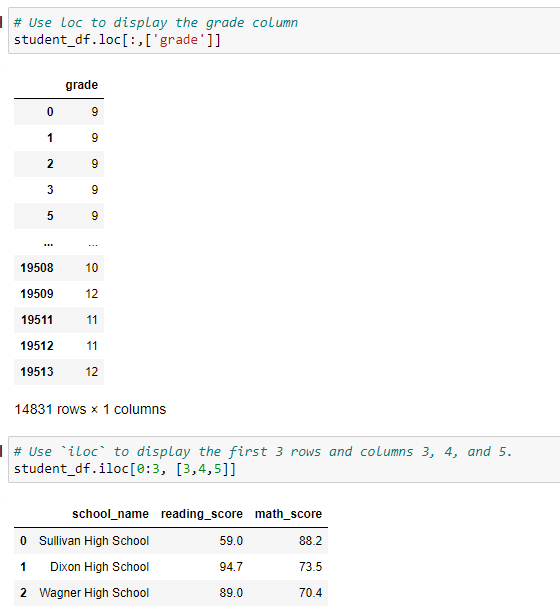 # Use loc to display the grade column
student_df.loc[:,['grade']]
grade
0 9
1 9
2 9
3 9
5 9
... ...
19508 10
19509 12
19511 11
19512 11
19513 12
14831 rows × 1 columns
# Use `iloc` to display the first 3 rows and columns 3, 4, and 5.
student_df.iloc[0:3, [3,4,5]]
school_name reading_score math_score
0 Sullivan High School 59.0 88.2
1 Dixon High School 94.7 73.5
2 Wagner High School 89.0 70.4